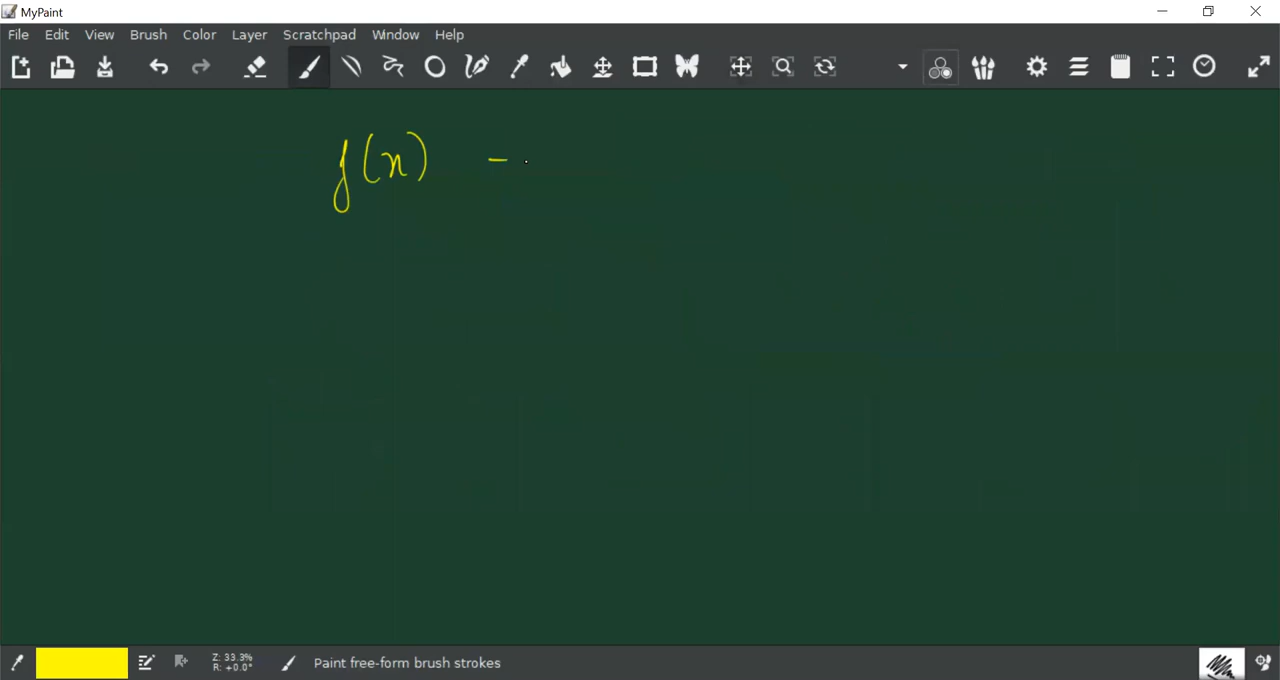 MyPaint
File Edit View Brush Color Layer Scratchpad Window Help
f(x) -
Z: 33.3%
R: +0.0°
Paint free-form brush strokes